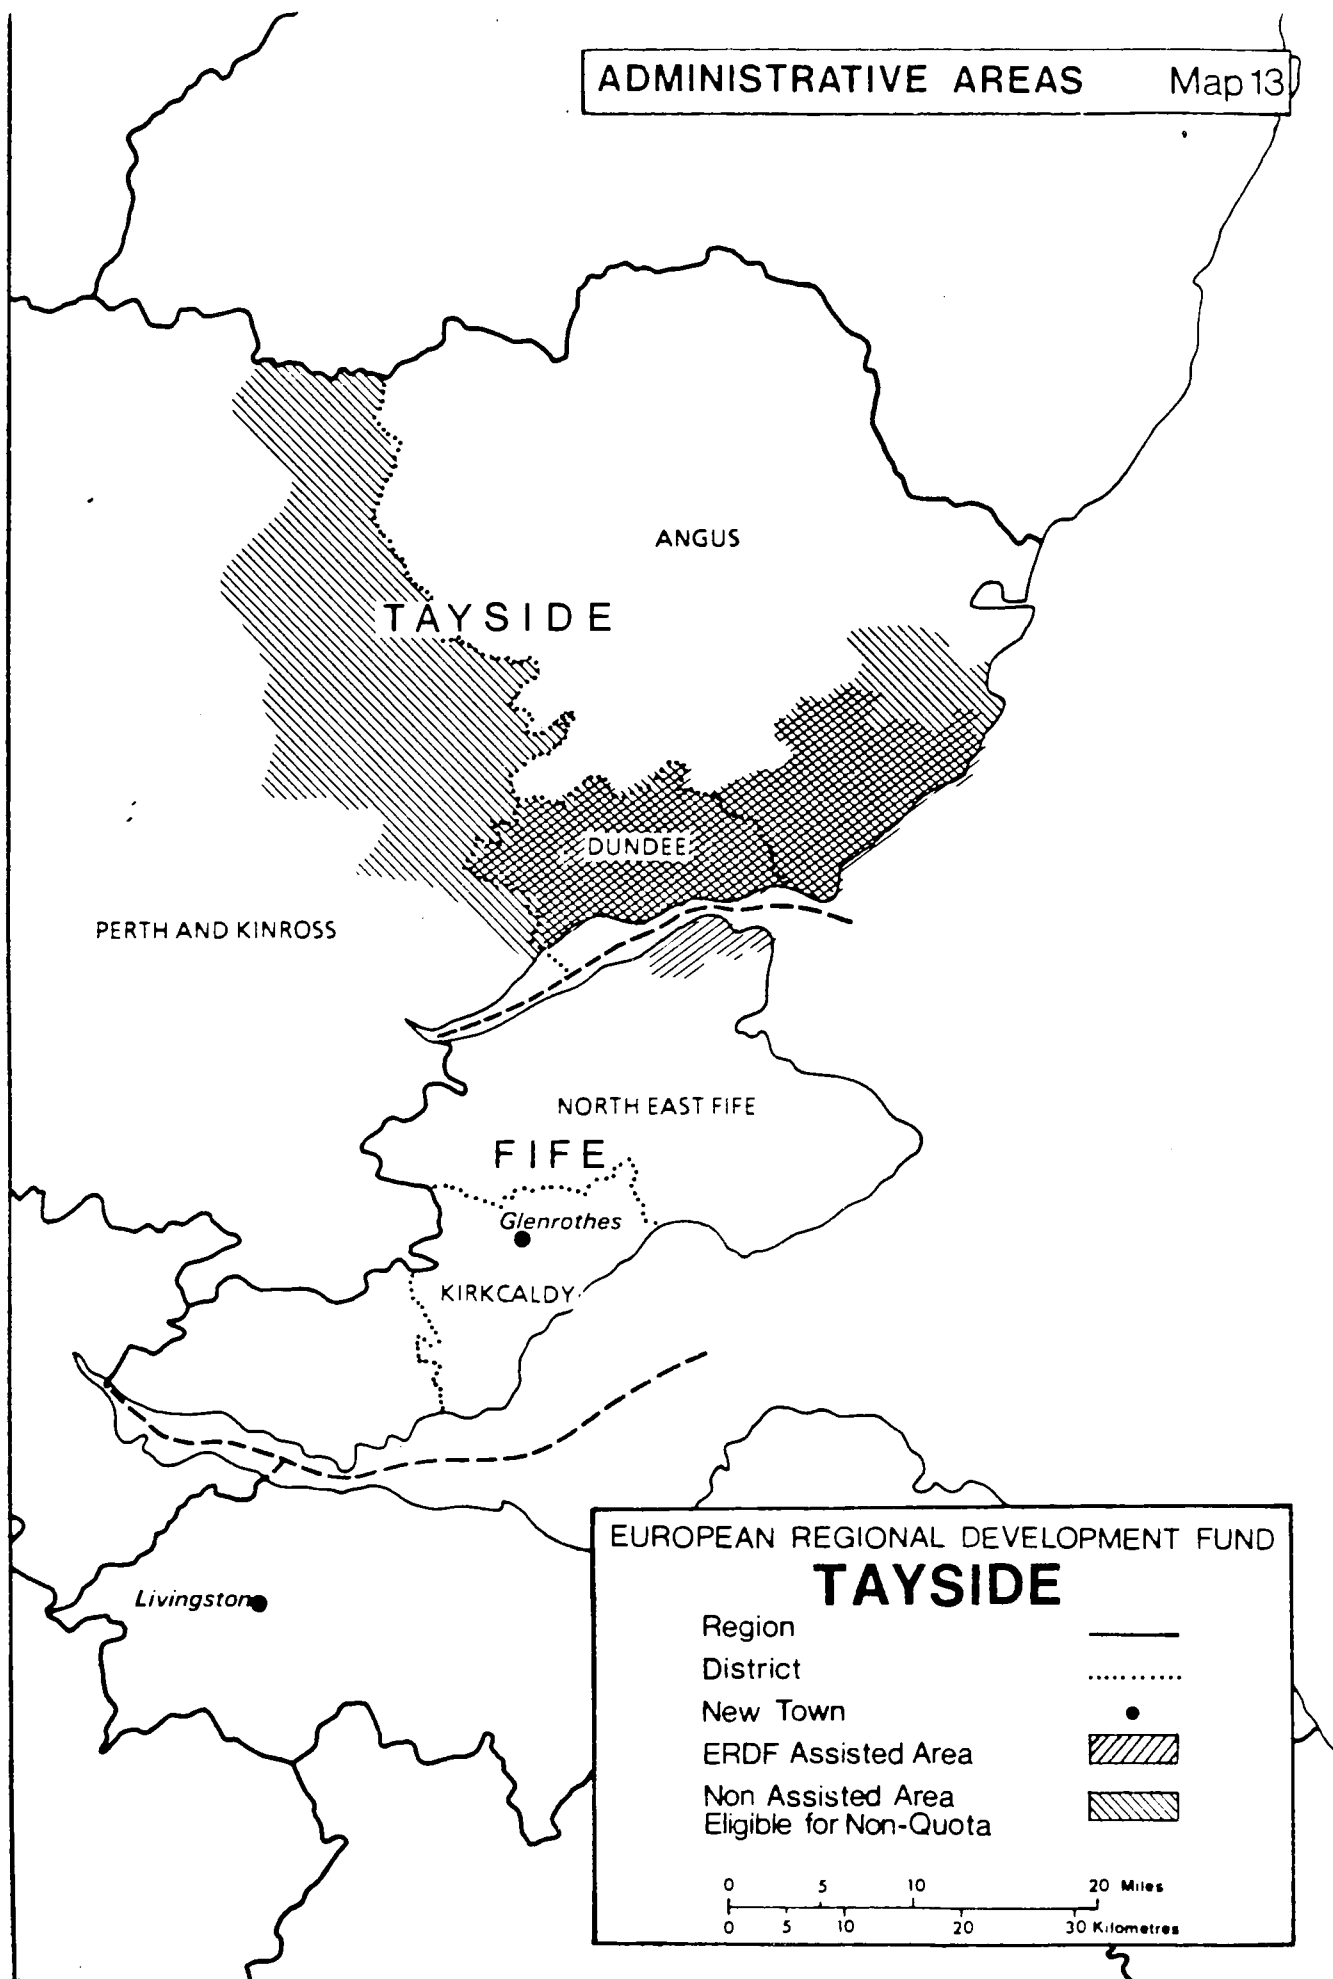 ADMINISTRATIVE AREAS Map 13
ANGUS
TAYSIDE
DUNDEE
PERTH AND KINROSS
NORTH EAST FIFE
FIFE
Glenrothes
KIRKCALDY
Livingston
EUROPEAN REGIONAL DEVELOPMENT FUND
TAYSIDE
Region
District
New Town
ERDF Assisted Area
Non Assisted Area
Eligible for Non-Quota
0 5 10 20 Miles
0 5 10 20 30 Kilometres